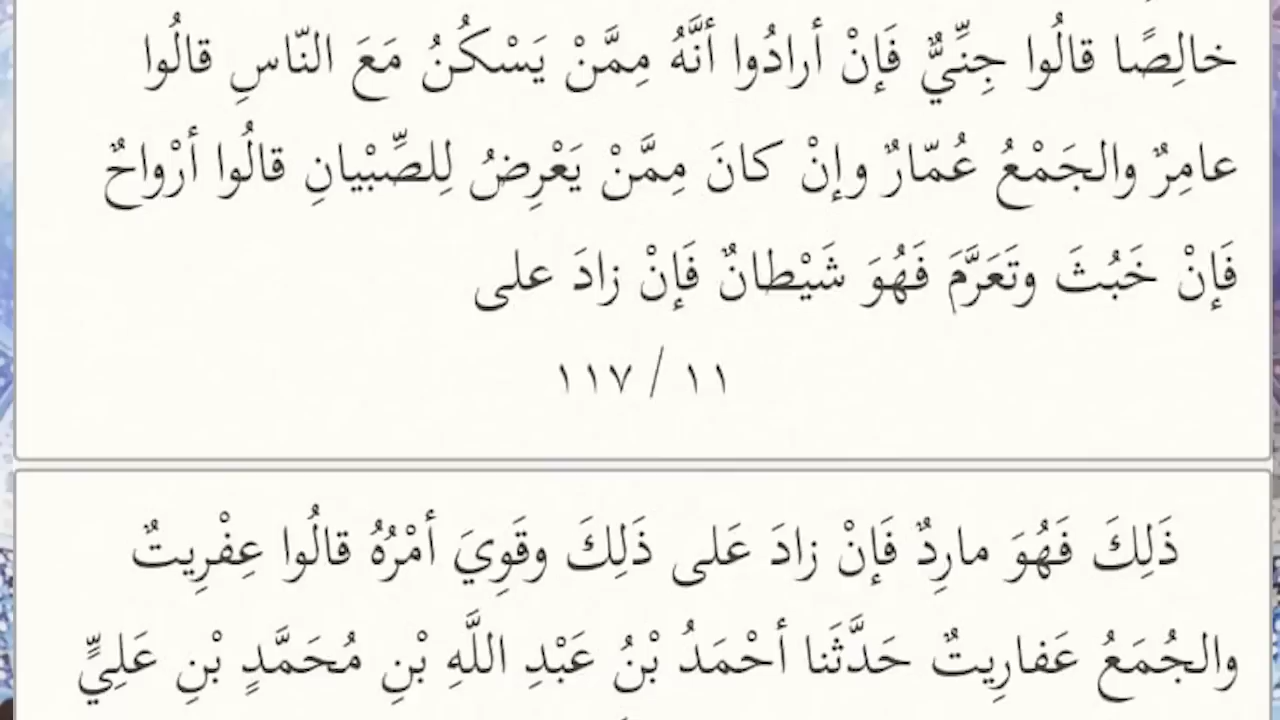 خالِصًا قالُوا جِنِّيٌّ فَإنْ أرادُوا أنَّهُ مِمَّنْ يَسْكُنُ مَعَ النّاسِ قالُوا
عامِرٌ والجَمْعُ عُمّارٌ وإنْ كانَ مِمَّنْ يَعْرِضُ لِلصِّبْيانِ قالُوا أرْواحٌ
فَإنْ خَبُثَ وتَعَرَّمَ فَهُوَ شَيْطانٌ فَإنْ زادَ على
١١ / ١١٧
ذَلِكَ فَهُوَ مارِدٌ فَإنْ زادَ عَلى ذَلِكَ وقَوِيَ أمْرُهُ قالُوا عِفْرِيتٌ
والجُمَعُ عَفارِيتٌ حَدَّثَنا أحْمَدُ بْنُ عَبْدِ اللَّهِ بْنِ مُحَمَّدٍ بْنِ عَلِيٍّ